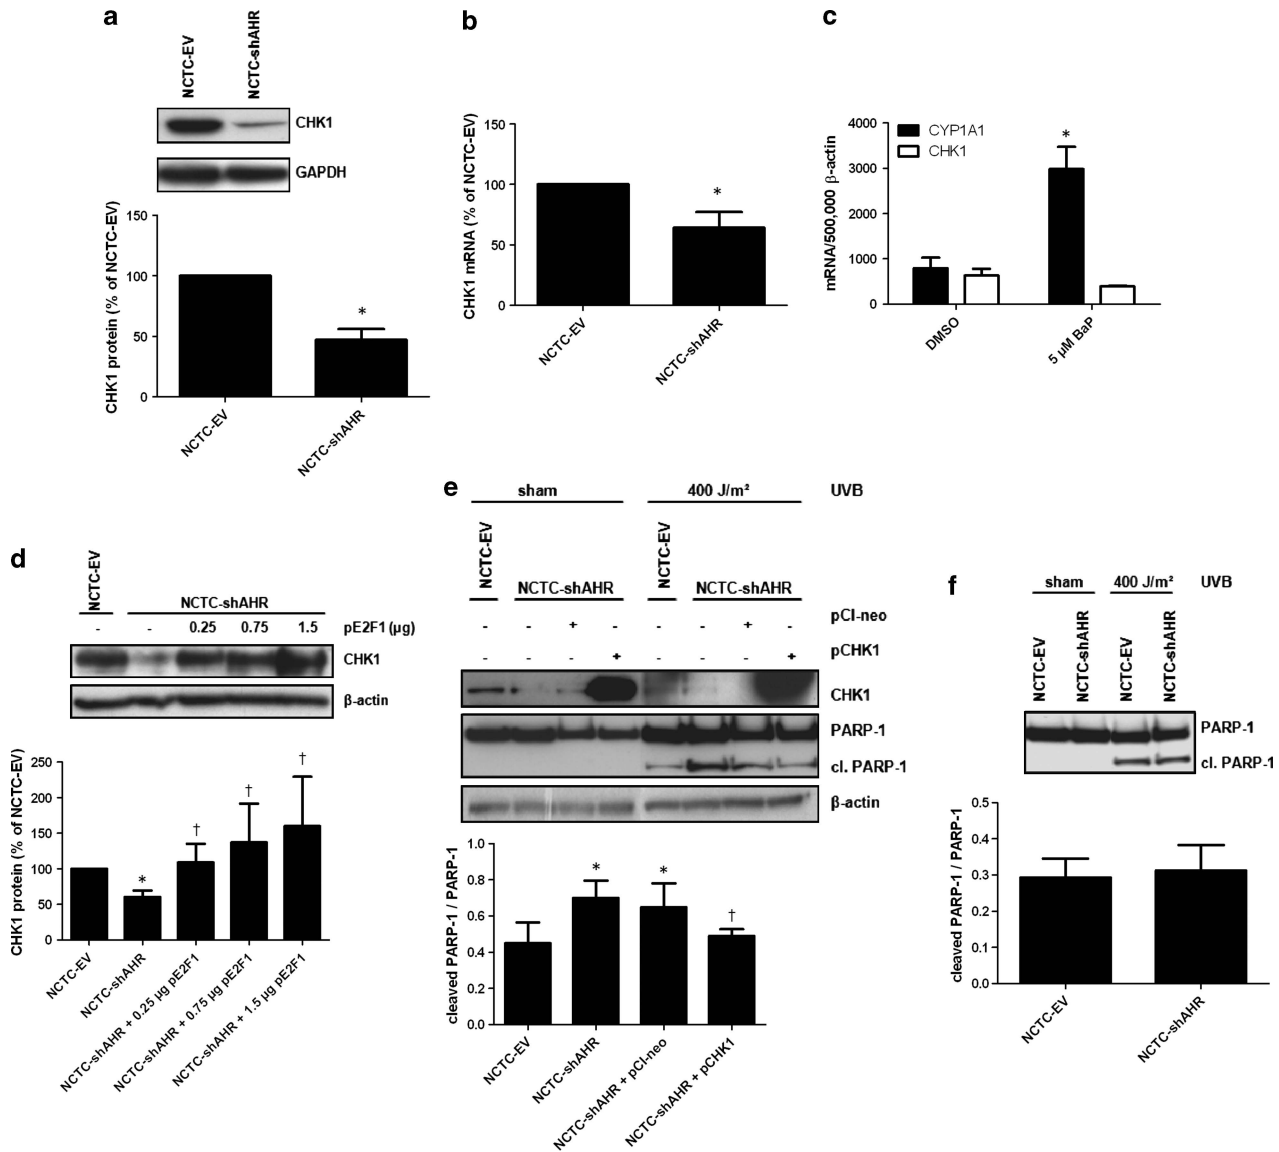 a
NCTC-EV
NCTC-shAHR
CHK1
GAPDH
CHK1 protein (% of NCTC-EV)
150
100
50
0
*
NCTC-EV
NCTC-shAHR
b
CHK1 mRNA (% of NCTC-EV)
150
100
50
0
*
NCTC-EV
NCTC-shAHR
c
mRNA/500,000 β-actin
4000
3000
2000
1000
0
CYP1A1
CHK1
*
DMSO
5 µM BaP
d
NCTC-EV
NCTC-shAHR
- - 0.25 0.75 1.5 pE2F1 (µg)
CHK1
β-actin
CHK1 protein (% of NCTC-EV)
250
200
150
100
50
0
* † † †
NCTC-EV
NCTC-shAHR
NCTC-shAHR + 0.25 µg pE2F1
NCTC-shAHR + 0.75 µg pE2F1
NCTC-shAHR + 1.5 µg pE2F1
e
sham 400 J/m² UVB
NCTC-EV
NCTC-shAHR
NCTC-EV
NCTC-shAHR
- - + - - - + - pCI-neo
- - - + - - - + pCHK1
CHK1
PARP-1
cl. PARP-1
β-actin
cleaved PARP-1 / PARP-1
1.0
0.8
0.6
0.4
0.2
0.0
* * †
NCTC-EV
NCTC-shAHR
NCTC-shAHR + pCI-neo
NCTC-shAHR + pCHK1
f
sham 400 J/m² UVB
NCTC-EV
NCTC-shAHR
NCTC-EV
NCTC-shAHR
PARP-1
cl. PARP-1
cleaved PARP-1 / PARP-1
0.5
0.4
0.3
0.2
0.1
0.0
NCTC-EV
NCTC-shAHR